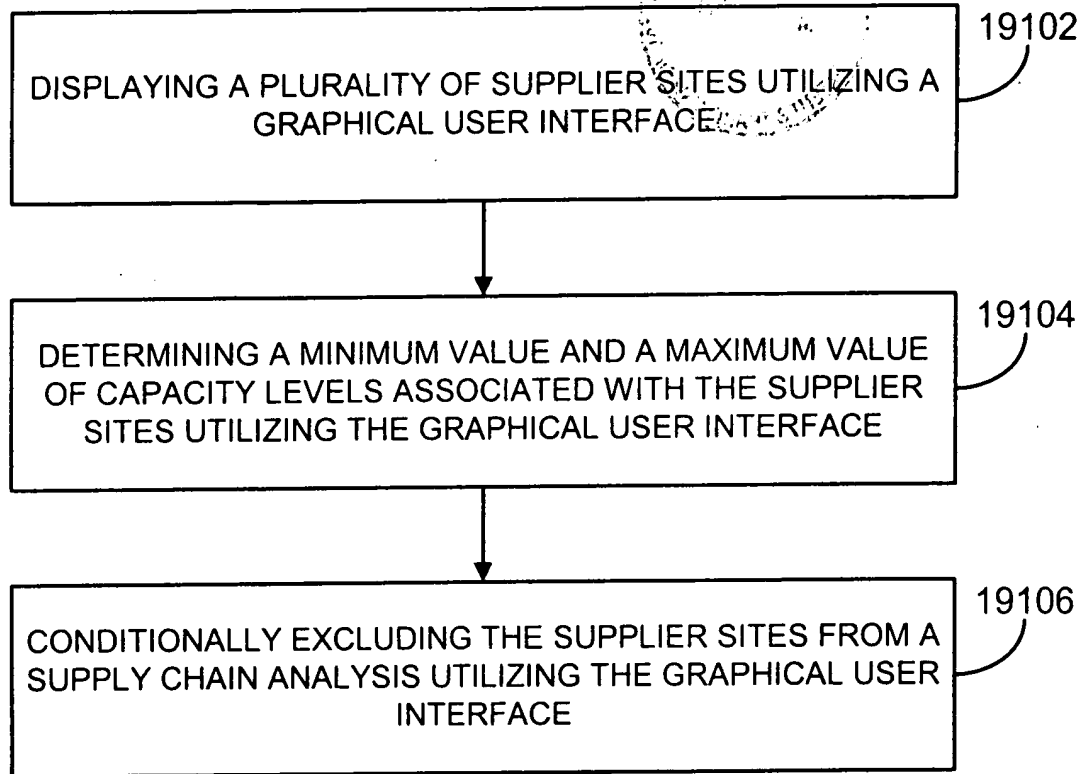 19102
DISPLAYING A PLURALITY OF SUPPLIER SITES UTILIZING A
GRAPHICAL USER INTERFACE
19104
DETERMINING A MINIMUM VALUE AND A MAXIMUM VALUE
OF CAPACITY LEVELS ASSOCIATED WITH THE SUPPLIER
SITES UTILIZING THE GRAPHICAL USER INTERFACE
19106
CONDITIONALLY EXCLUDING THE SUPPLIER SITES FROM A
SUPPLY CHAIN ANALYSIS UTILIZING THE GRAPHICAL USER
INTERFACE